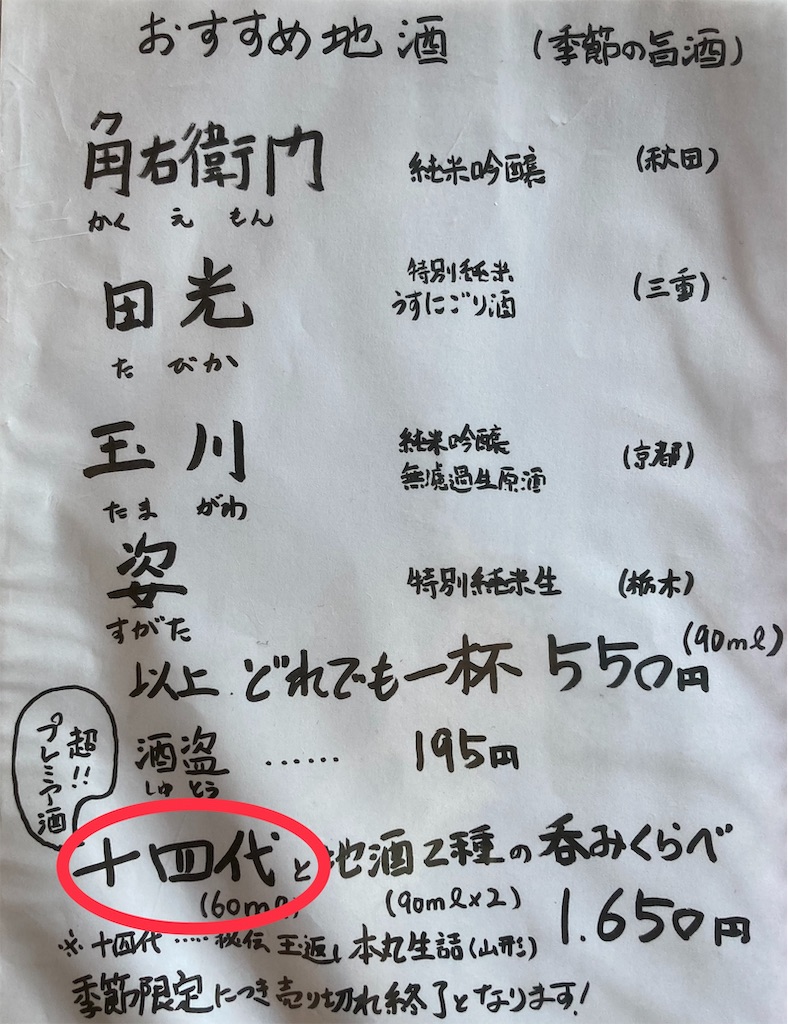 おすすめ地酒 (季節の旨酒)
角右衛門 純米吟醸 (秋田)
かくえもん
田光 特別純米 うすにごり酒 (三重)
たびか
玉川 純米吟醸 無濾過生原酒 (京都)
たまがわ
姿 特別純米生 (栃木)
すがた
以上どれでも一杯 550円 (90ml)
酒盗 …… 195円
しゅとう
超!!プレミアア酒
十四代と地酒2種の呑みくらべ
(60ml) (90ml×2) 1.650円
※十四代……秘伝 玉返し 本丸生詰(山形)
季節限定につき売り切れ終了となります!